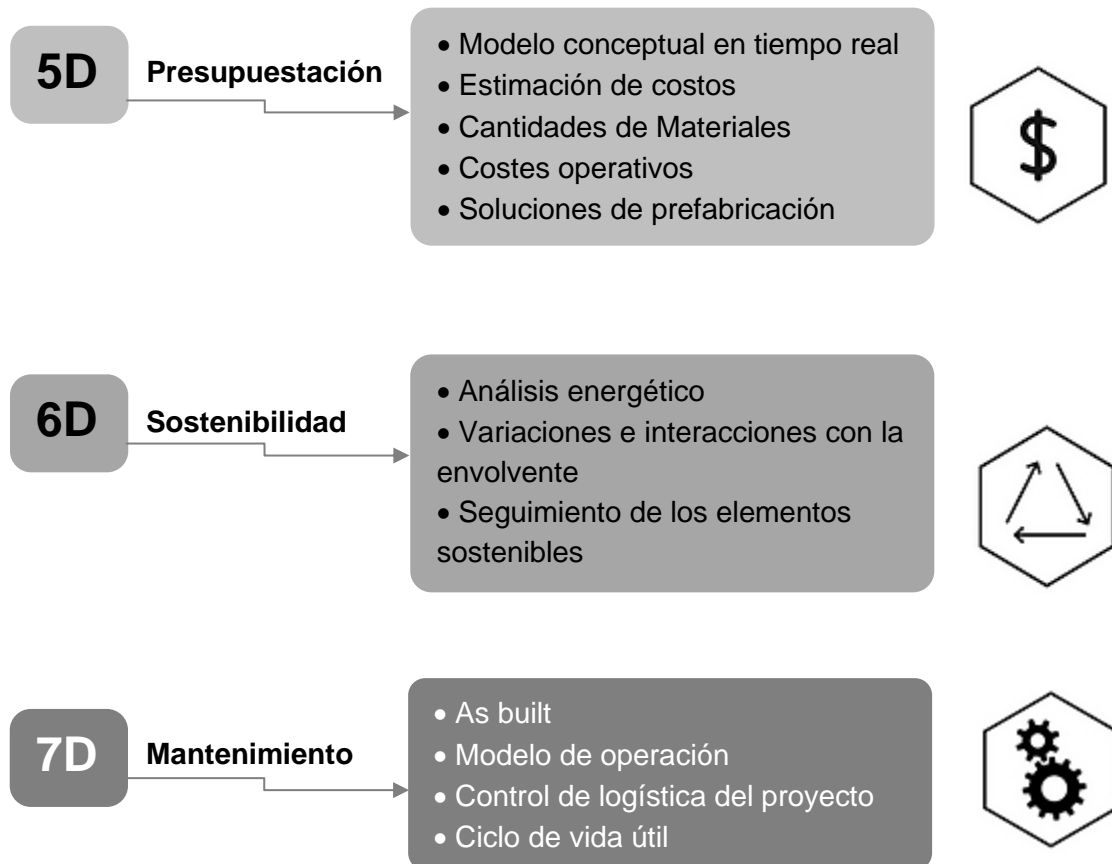 5D
Presupuestación
• Modelo conceptual en tiempo real
• Estimación de costos
• Cantidades de Materiales
• Costes operativos
• Soluciones de prefabricación
$
6D
Sostenibilidad
• Análisis energético
• Variaciones e interacciones con la
envolvente
• Seguimiento de los elementos
sostenibles
7D
Mantenimiento
• As built
• Modelo de operación
• Control de logística del proyecto
• Ciclo de vida útil